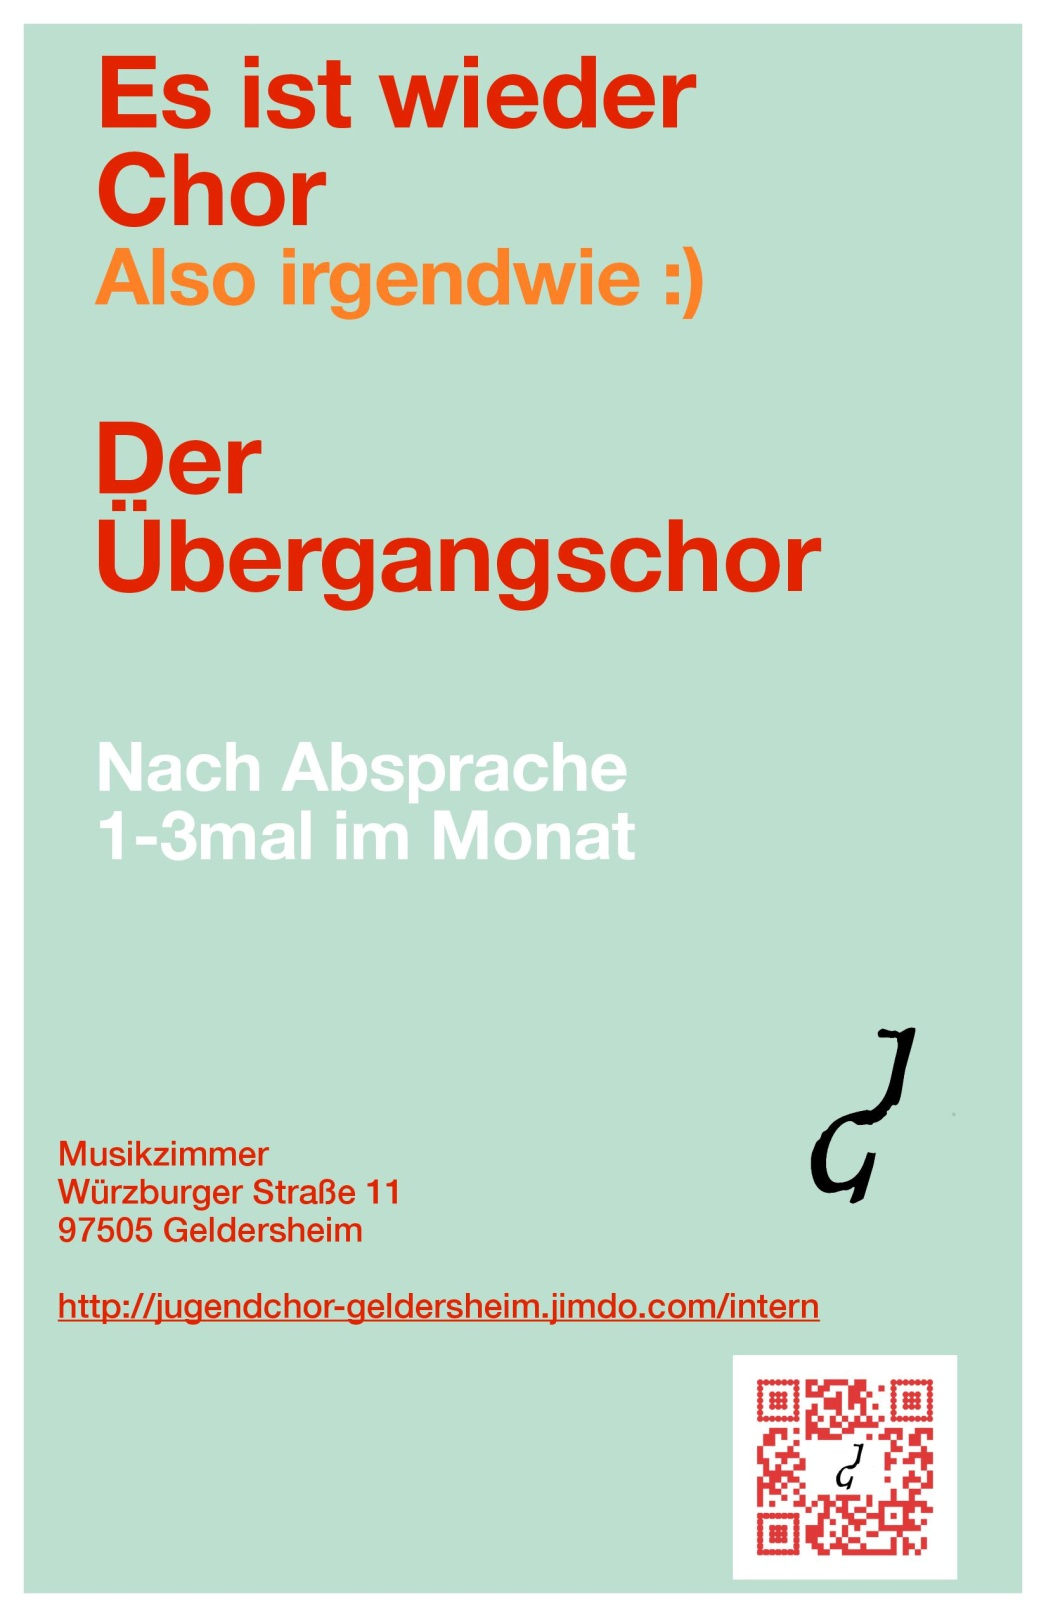 Es ist wieder
Chor
Also irgendwie :)
Der
Übergangschor
Nach Absprache
1-3mal im Monat
J
G
Musikzimmer
Würzburger Straße 11
97505 Geldersheim
http://jugendchor-geldersheim.jimdo.com/intern
J
G